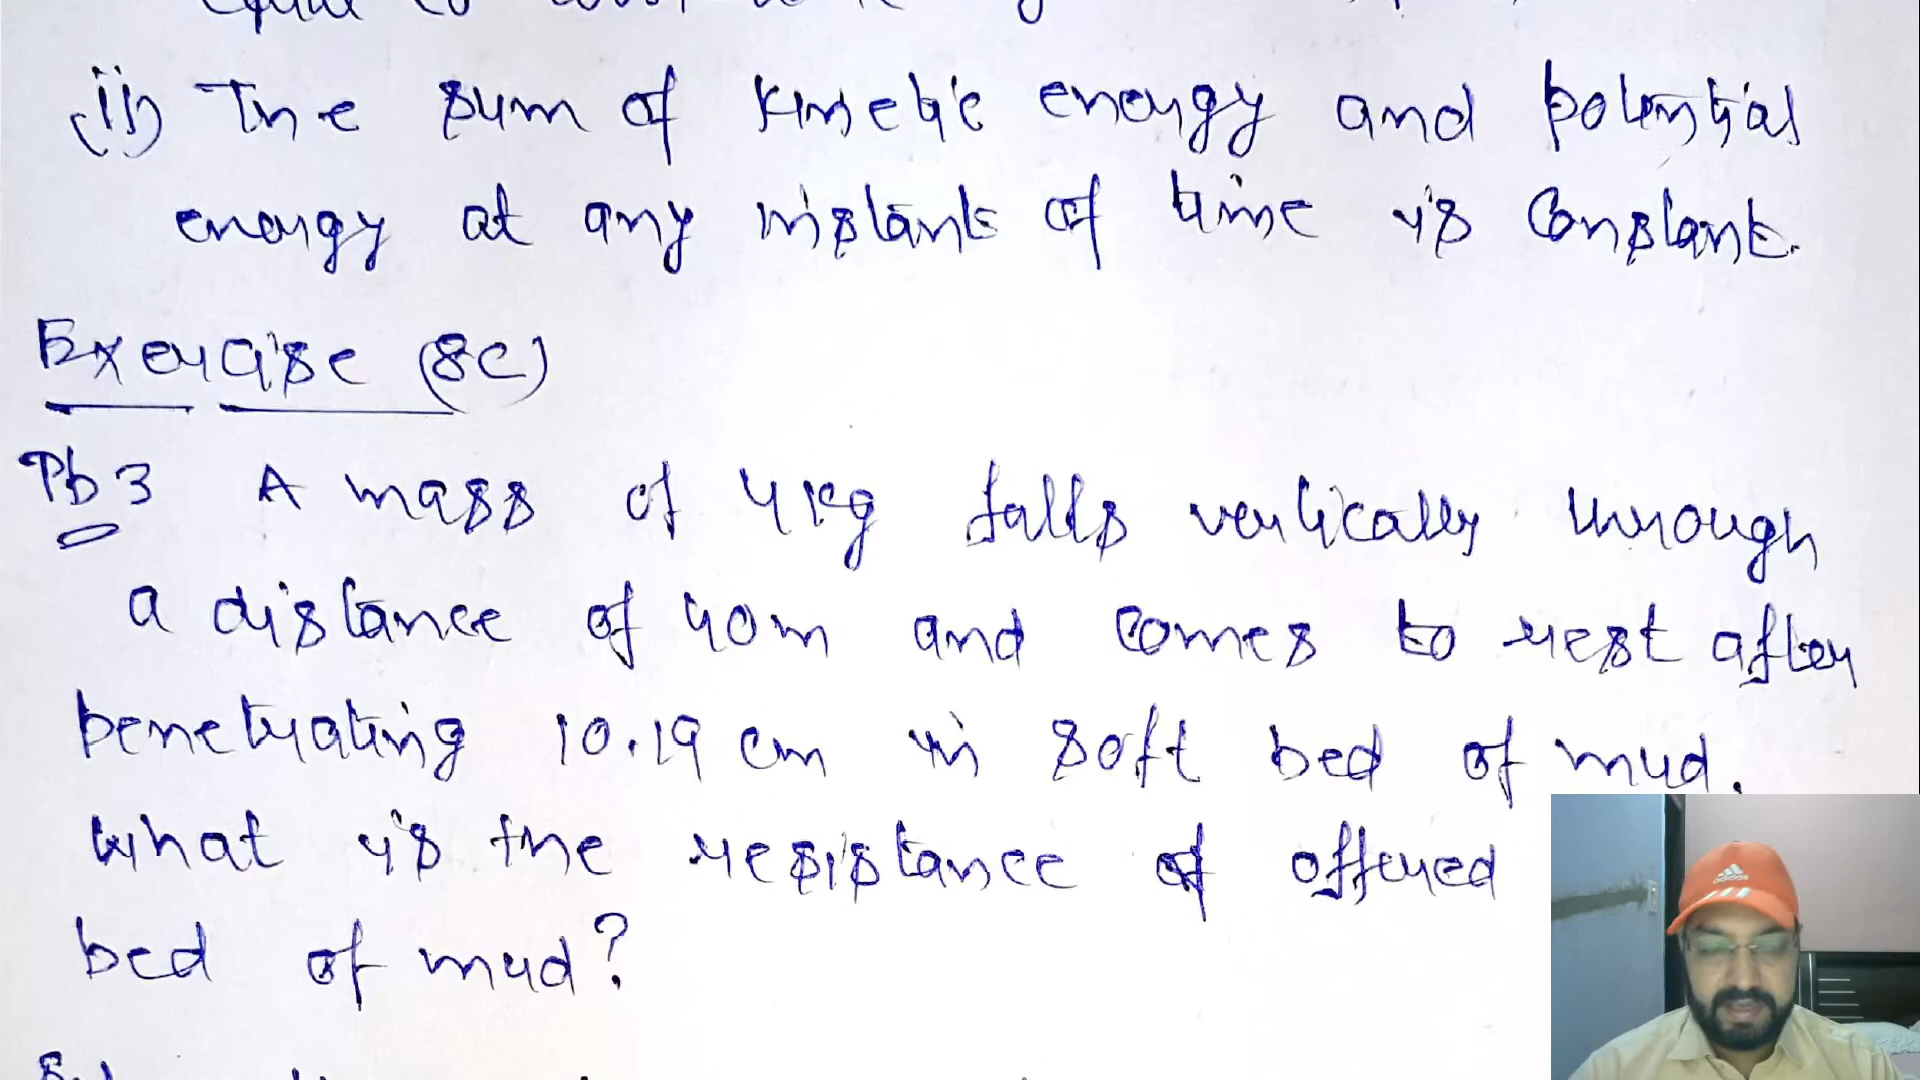 (ii) The sum of kinetic energy and potential
energy at any instant of time is constant.
Exercise (8C)
Pb 3 A mass of 4 kg falls vertically through
a distance of 40m and comes to rest after
penetrating 10.19 cm in soft bed of mud.
What is the resistance of offered
bed of mud?
adidas